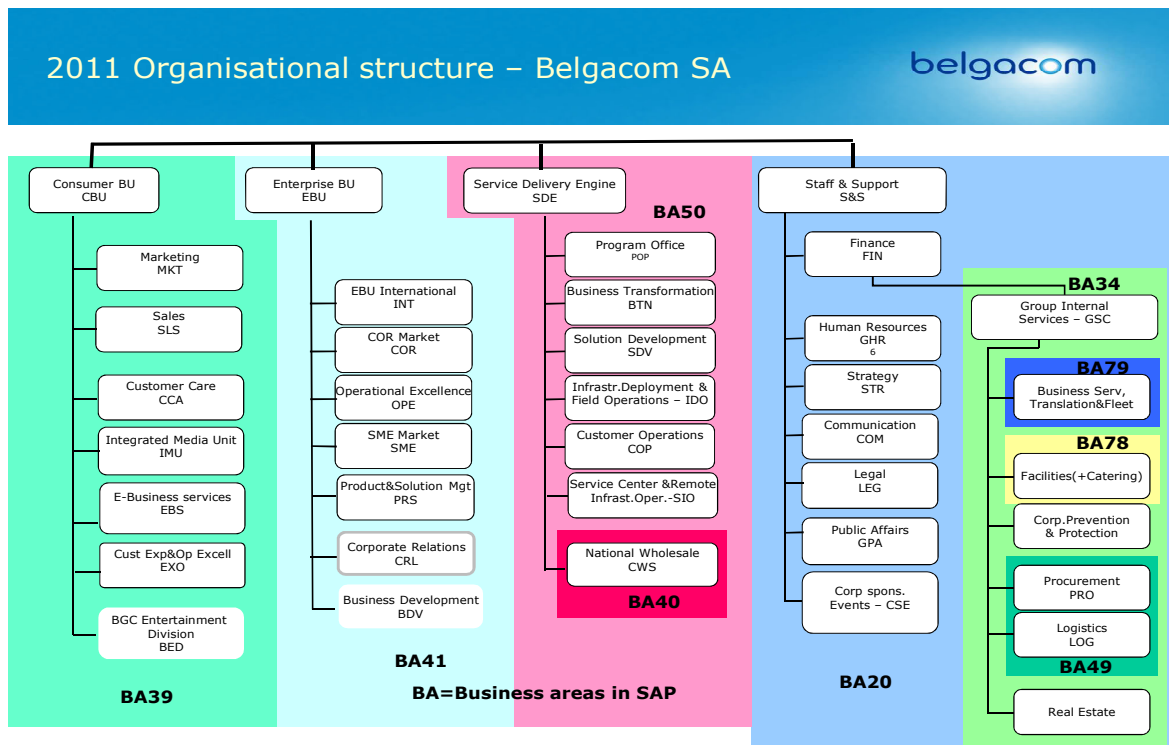 2011 Organisational structure – Belgacom SA
belgacom
Consumer BU
CBU
Marketing
MKT
Sales
SLS
Customer Care
CCA
Integrated Media Unit
IMU
E-Business services
EBS
Cust Exp&Op Excell
EXO
BGC Entertainment
Division
BED
BA39
Enterprise BU
EBU
EBU International
INT
COR Market
COR
Operational Excellence
OPE
SME Market
SME
Product&Solution Mgt
PRS
Corporate Relations
CRL
Business Development
BDV
BA41
Service Delivery Engine
SDE
BA50
Program Office
POP
Business Transformation
BTN
Solution Development
SDV
Infrastr.Deployment &
Field Operations – IDO
Customer Operations
COP
Service Center &Remote
Infrast.Oper.-SIO
National Wholesale
CWS
BA40
BA=Business areas in SAP
Staff & Support
S&S
Finance
FIN
Human Resources
GHR
6
Strategy
STR
Communication
COM
Legal
LEG
Public Affairs
GPA
Corp spons.
Events – CSE
BA20
BA34
Group Internal
Services – GSC
BA79
Business Serv,
Translation&Fleet
BA78
Facilities(+Catering)
Corp.Prevention
& Protection
Procurement
PRO
Logistics
LOG
BA49
Real Estate